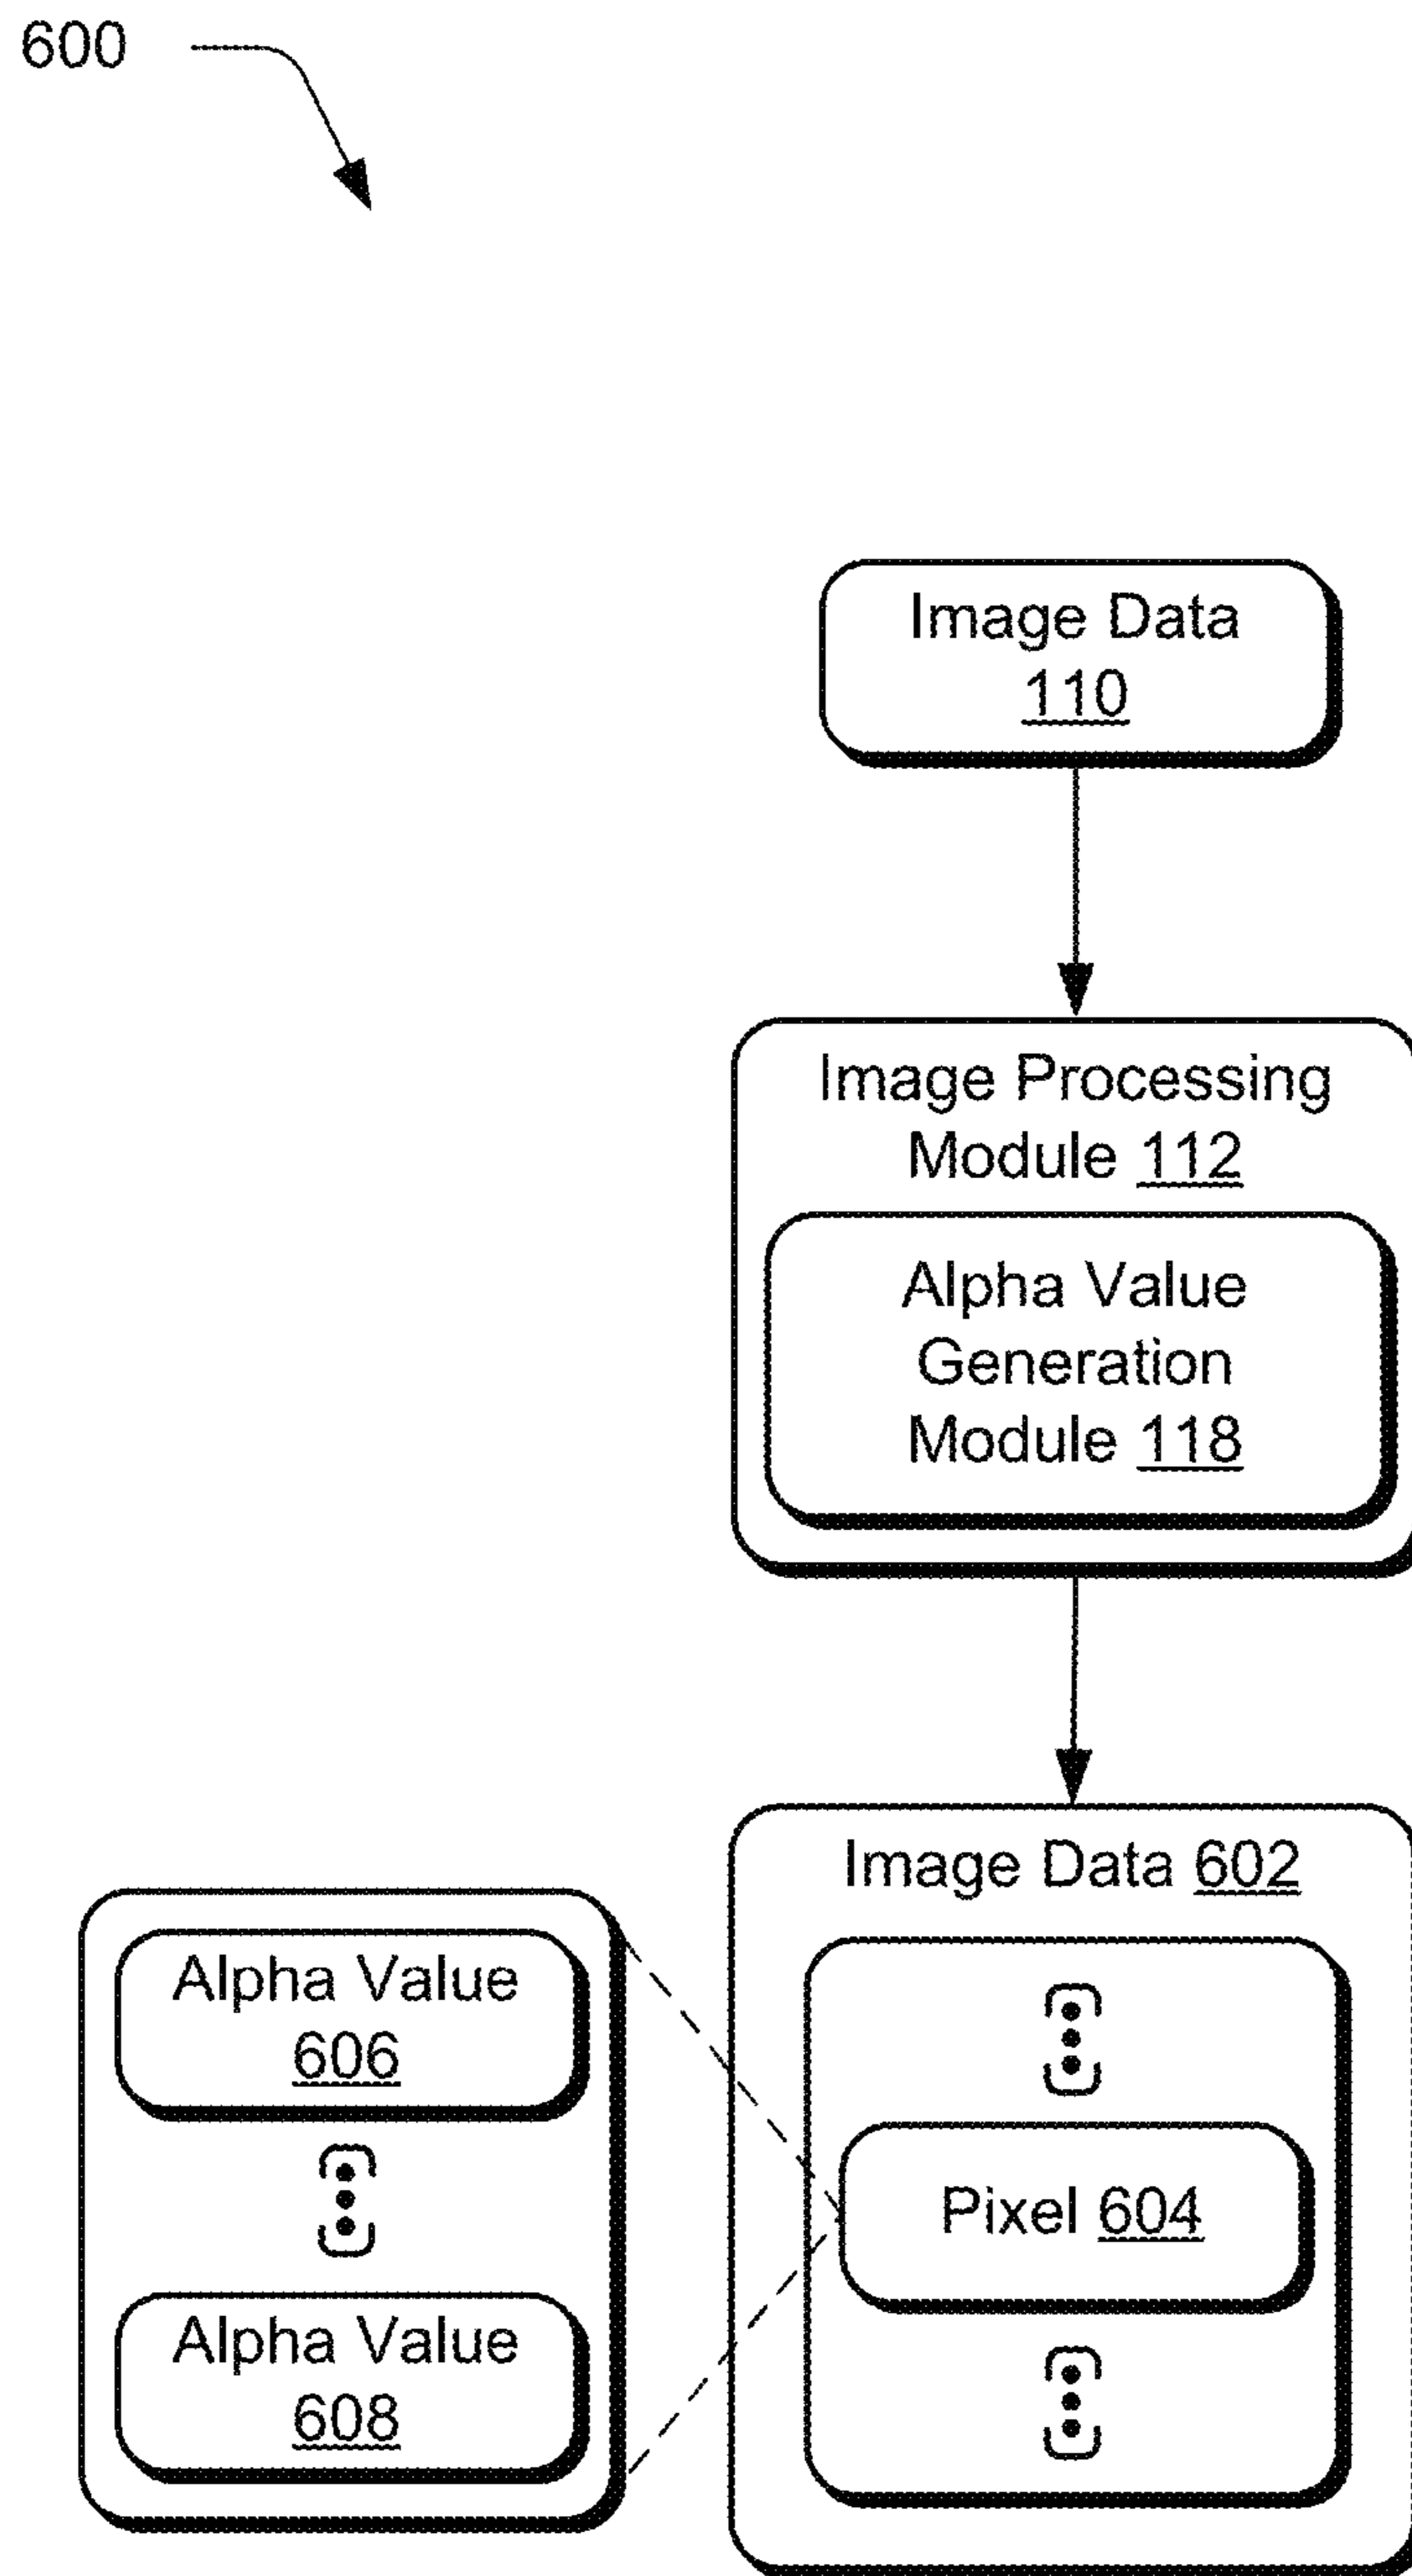 600
Image Data
110
Image Processing
Module 112
Alpha Value
Generation
Module 118
Image Data 602
Alpha Value
606
Pixel 604
Alpha Value
608